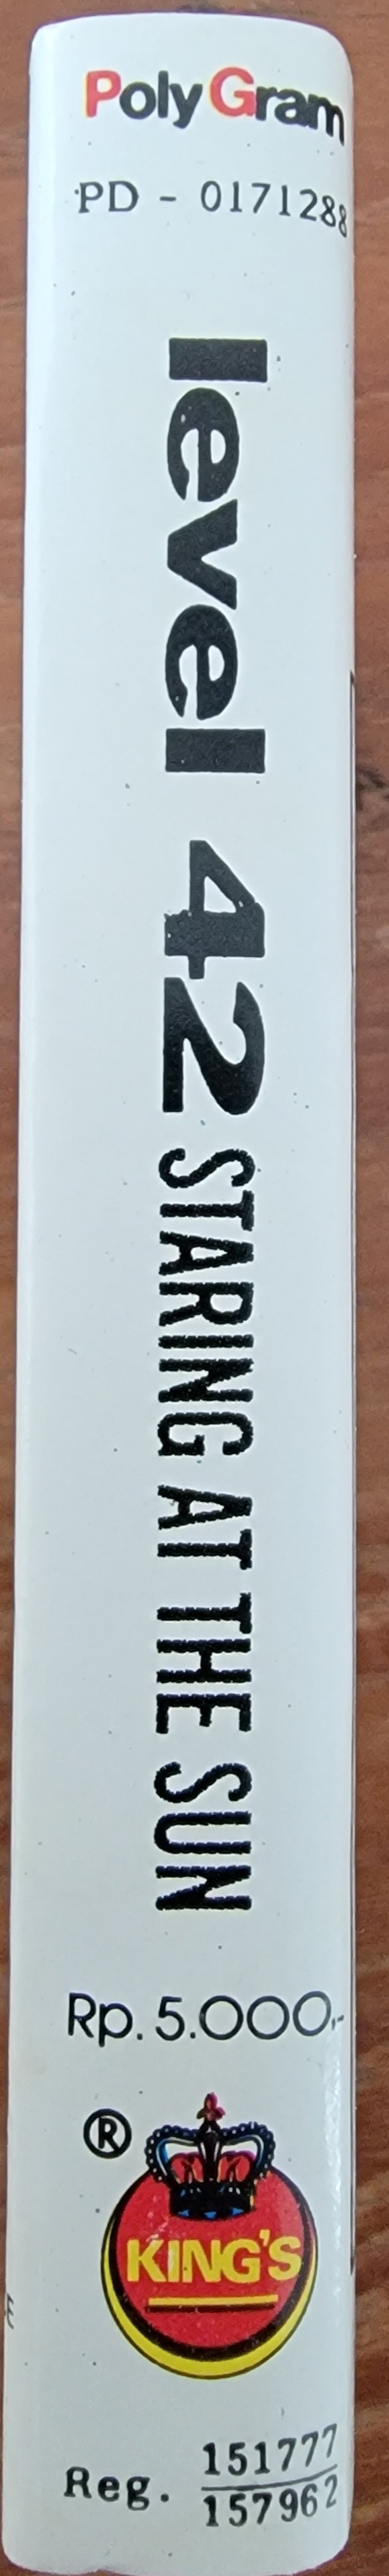 PolyGram
PD - 0171288
level 42 STARING AT THE SUN
Rp. 5.000,-
®
KING'S
Reg. 151777
157962